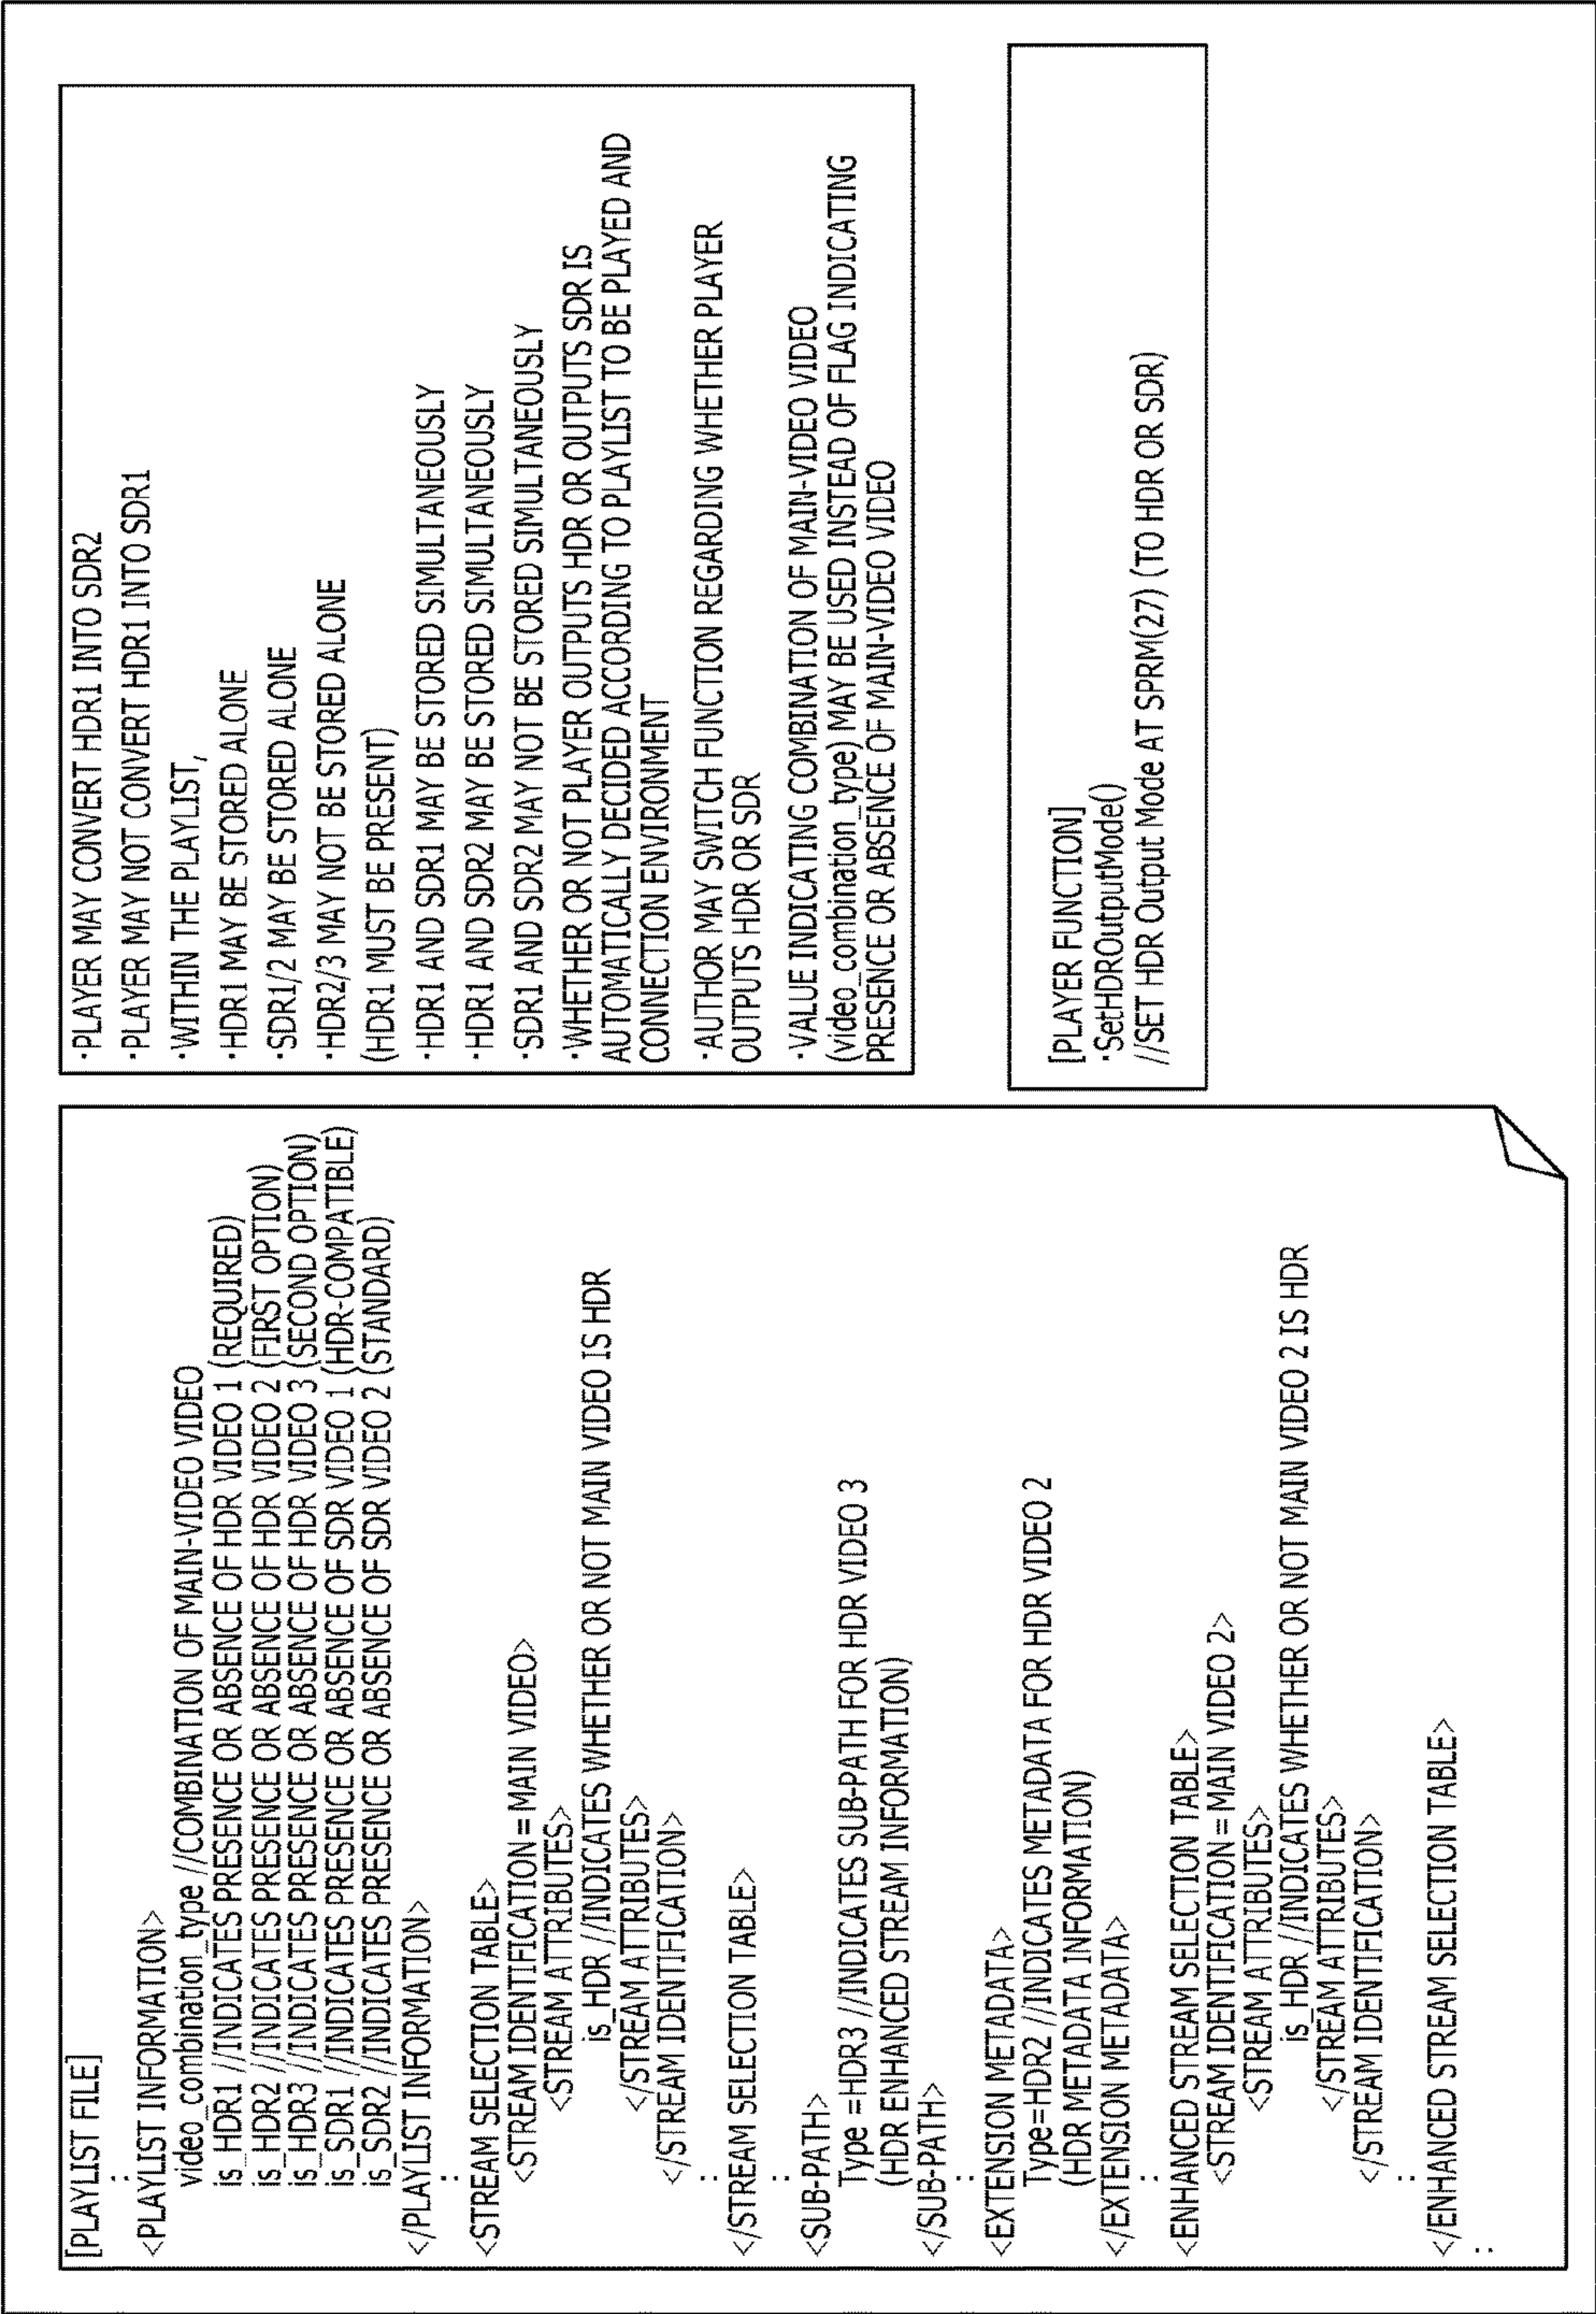 [PLAYLIST FILE]
:
<PLAYLIST INFORMATION>
video_combination_type //COMBINATION OF MAIN-VIDEO VIDEO
is_HDR1 //INDICATES PRESENCE OR ABSENCE OF HDR VIDEO 1 (REQUIRED)
is_HDR2 //INDICATES PRESENCE OR ABSENCE OF HDR VIDEO 2 (FIRST OPTION)
is_HDR3 //INDICATES PRESENCE OR ABSENCE OF HDR VIDEO 3 (SECOND OPTION)
is_SDR1 //INDICATES PRESENCE OR ABSENCE OF SDR VIDEO 1 (HDR-COMPATIBLE)
is_SDR2 //INDICATES PRESENCE OR ABSENCE OF SDR VIDEO 2 (STANDARD)
</PLAYLIST INFORMATION>
:
<STREAM SELECTION TABLE>
<STREAM IDENTIFICATION = MAIN VIDEO>
<STREAM ATTRIBUTES>
is_HDR //INDICATES WHETHER OR NOT MAIN VIDEO IS HDR
</STREAM ATTRIBUTES>
</STREAM IDENTIFICATION>
:
</STREAM SELECTION TABLE>
:
<SUB-PATH>
Type =HDR3 //INDICATES SUB-PATH FOR HDR VIDEO 3
(HDR ENHANCED STREAM INFORMATION)
</SUB-PATH>
:
<EXTENSION METADATA>
Type=HDR2 //INDICATES METADATA FOR HDR VIDEO 2
(HDR METADATA INFORMATION)
</EXTENSION METADATA>
:
<ENHANCED STREAM SELECTION TABLE>
<STREAM IDENTIFICATION = MAIN VIDEO 2>
<STREAM ATTRIBUTES>
is_HDR //INDICATES WHETHER OR NOT MAIN VIDEO 2 IS HDR
</STREAM ATTRIBUTES>
</STREAM IDENTIFICATION>
:
</ENHANCED STREAM SELECTION TABLE>
:
·PLAYER MAY CONVERT HDR1 INTO SDR2
·PLAYER MAY NOT CONVERT HDR1 INTO SDR1
·WITHIN THE PLAYLIST,
·HDR1 MAY BE STORED ALONE
·SDR1/2 MAY BE STORED ALONE
·HDR2/3 MAY NOT BE STORED ALONE
(HDR1 MUST BE PRESENT)
·HDR1 AND SDR1 MAY BE STORED SIMULTANEOUSLY
·HDR1 AND SDR2 MAY BE STORED SIMULTANEOUSLY
·SDR1 AND SDR2 MAY NOT BE STORED SIMULTANEOUSLY
·WHETHER OR NOT PLAYER OUTPUTS HDR OR OUTPUTS SDR IS
AUTOMATICALLY DECIDED ACCORDING TO PLAYLIST TO BE PLAYED AND
CONNECTION ENVIRONMENT
·AUTHOR MAY SWITCH FUNCTION REGARDING WHETHER PLAYER
OUTPUTS HDR OR SDR
·VALUE INDICATING COMBINATION OF MAIN-VIDEO VIDEO
(video_combination_type) MAY BE USED INSTEAD OF FLAG INDICATING
PRESENCE OR ABSENCE OF MAIN-VIDEO VIDEO
[PLAYER FUNCTION]
·SetHDROutputMode()
//SET HDR Output Mode AT SPRM(27) (TO HDR OR SDR)